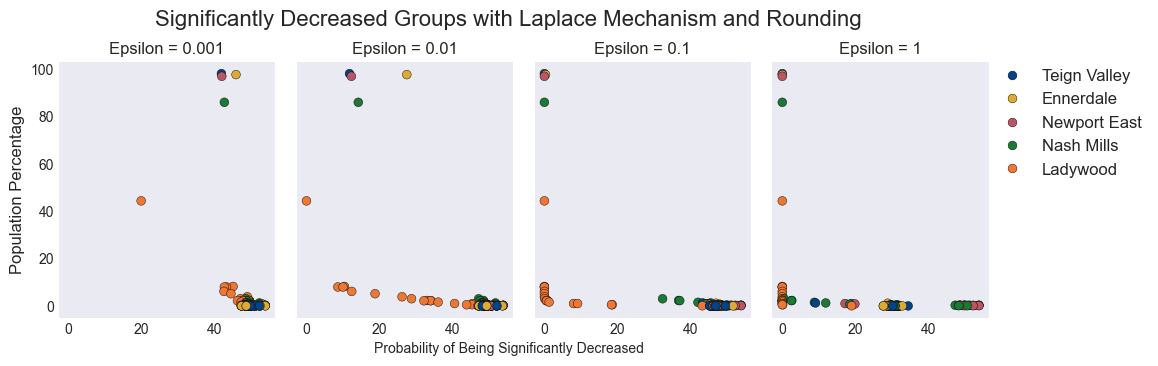 Significantly Decreased Groups with Laplace Mechanism and Rounding
Epsilon = 0.001
Epsilon = 0.01
Epsilon = 0.1
Epsilon = 1
Population Percentage
100
80
60
40
20
0
0 20 40
0 20 40
0 20 40
0 20 40
Probability of Being Significantly Decreased
Teign Valley
Ennerdale
Newport East
Nash Mills
Ladywood